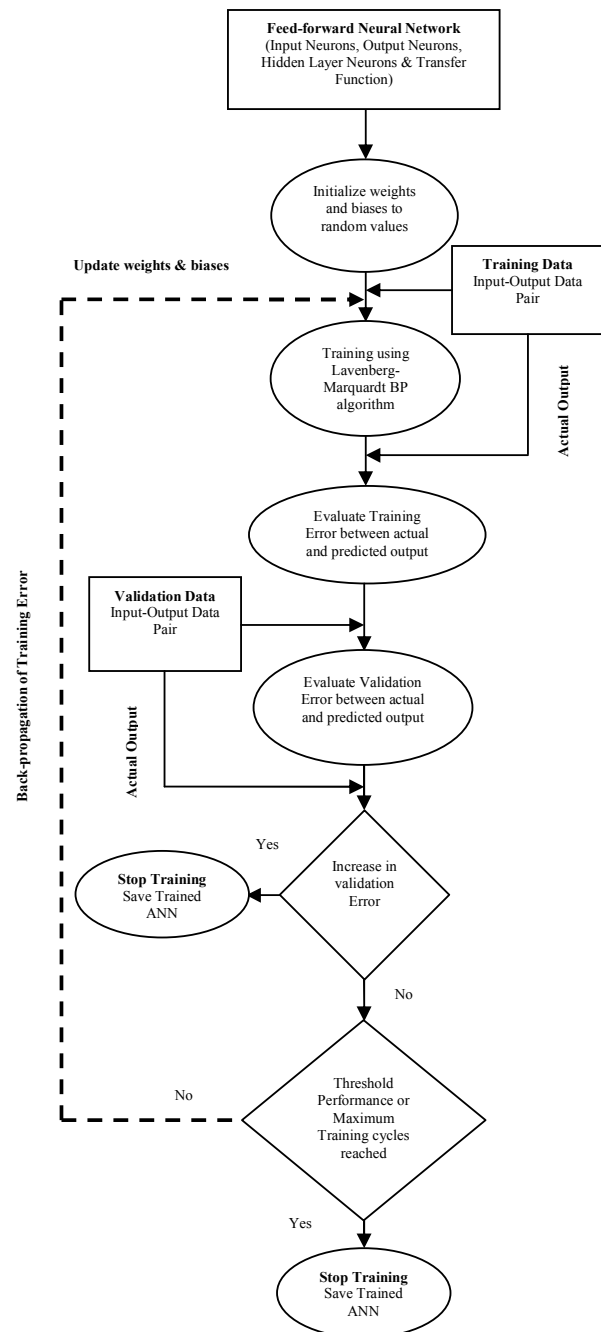 Feed-forward Neural Network
(Input Neurons, Output Neurons,
Hidden Layer Neurons & Transfer
Function)
Initialize weights
and biases to
random values
Update weights & biases
Training Data
Input-Output Data
Pair
Training using
Lavenberg-
Marquardt BP
algorithm
Actual Output
Evaluate Training
Error between actual
and predicted output
Validation Data
Input-Output Data
Pair
Evaluate Validation
Error between actual
and predicted output
Back-propagation of Training Error
Actual Output
Yes
Increase in
validation
Error
Stop Training
Save Trained
ANN
No
No
Threshold
Performance or
Maximum
Training cycles
reached
Yes
Stop Training
Save Trained
ANN